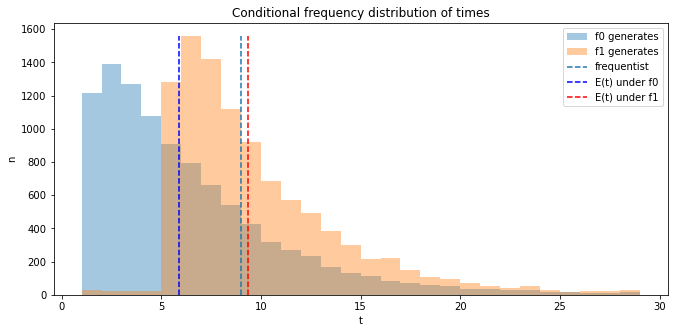 Conditional frequency distribution of times
f0 generates
f1 generates
frequentist
E(t) under f0
E(t) under f1
n
1600
1400
1200
1000
800
600
400
200
0
0 5 10 15 20 25 30
t